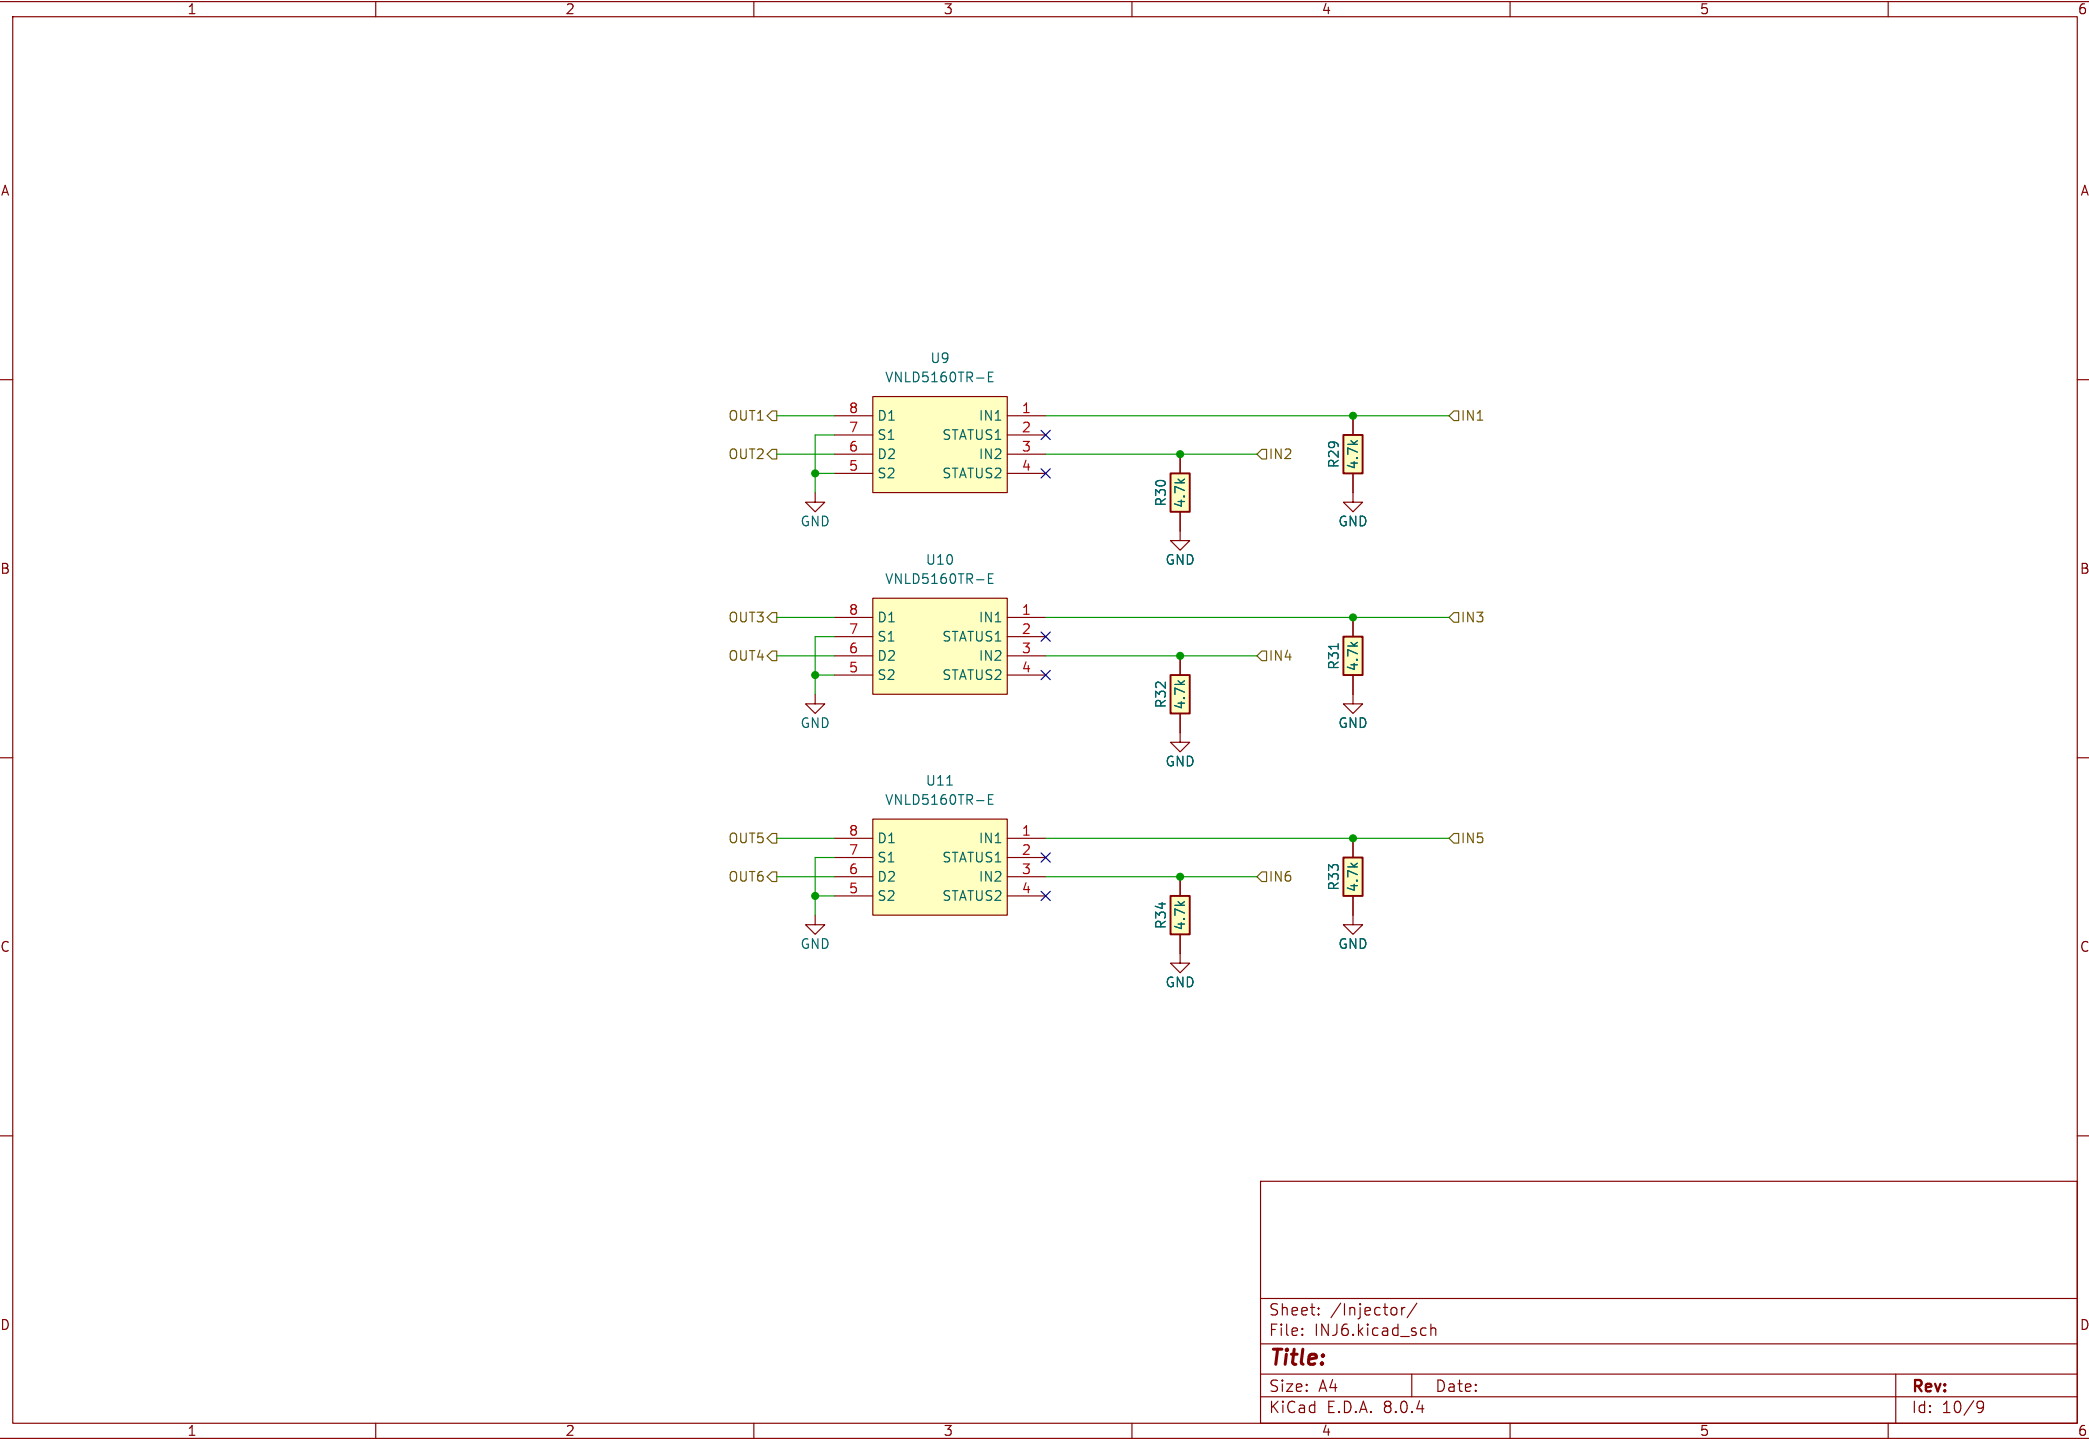 1 2 3 4 5 6
A A
U9
VNLD5160TR-E
OUT1 8 D1 IN1 1 IN1
7 S1 STATUS1 2
OUT2 6 D2 IN2 3 IN2
5 S2 STATUS2 4
R29 4.7k
R30 4.7k
GND GND
GND
U10
VNLD5160TR-E
B B
OUT3 8 D1 IN1 1 IN3
7 S1 STATUS1 2
OUT4 6 D2 IN2 3 IN4
5 S2 STATUS2 4
R31 4.7k
R32 4.7k
GND GND
GND
U11
VNLD5160TR-E
OUT5 8 D1 IN1 1 IN5
7 S1 STATUS1 2
OUT6 6 D2 IN2 3 IN6
5 S2 STATUS2 4
R33 4.7k
R34 4.7k
GND GND
C C
GND
Sheet: /Injector/
File: INJ6.kicad_sch
D D
Title:
Size: A4 Date: Rev:
KiCad E.D.A. 8.0.4 Id: 10/9
1 2 3 4 5 6